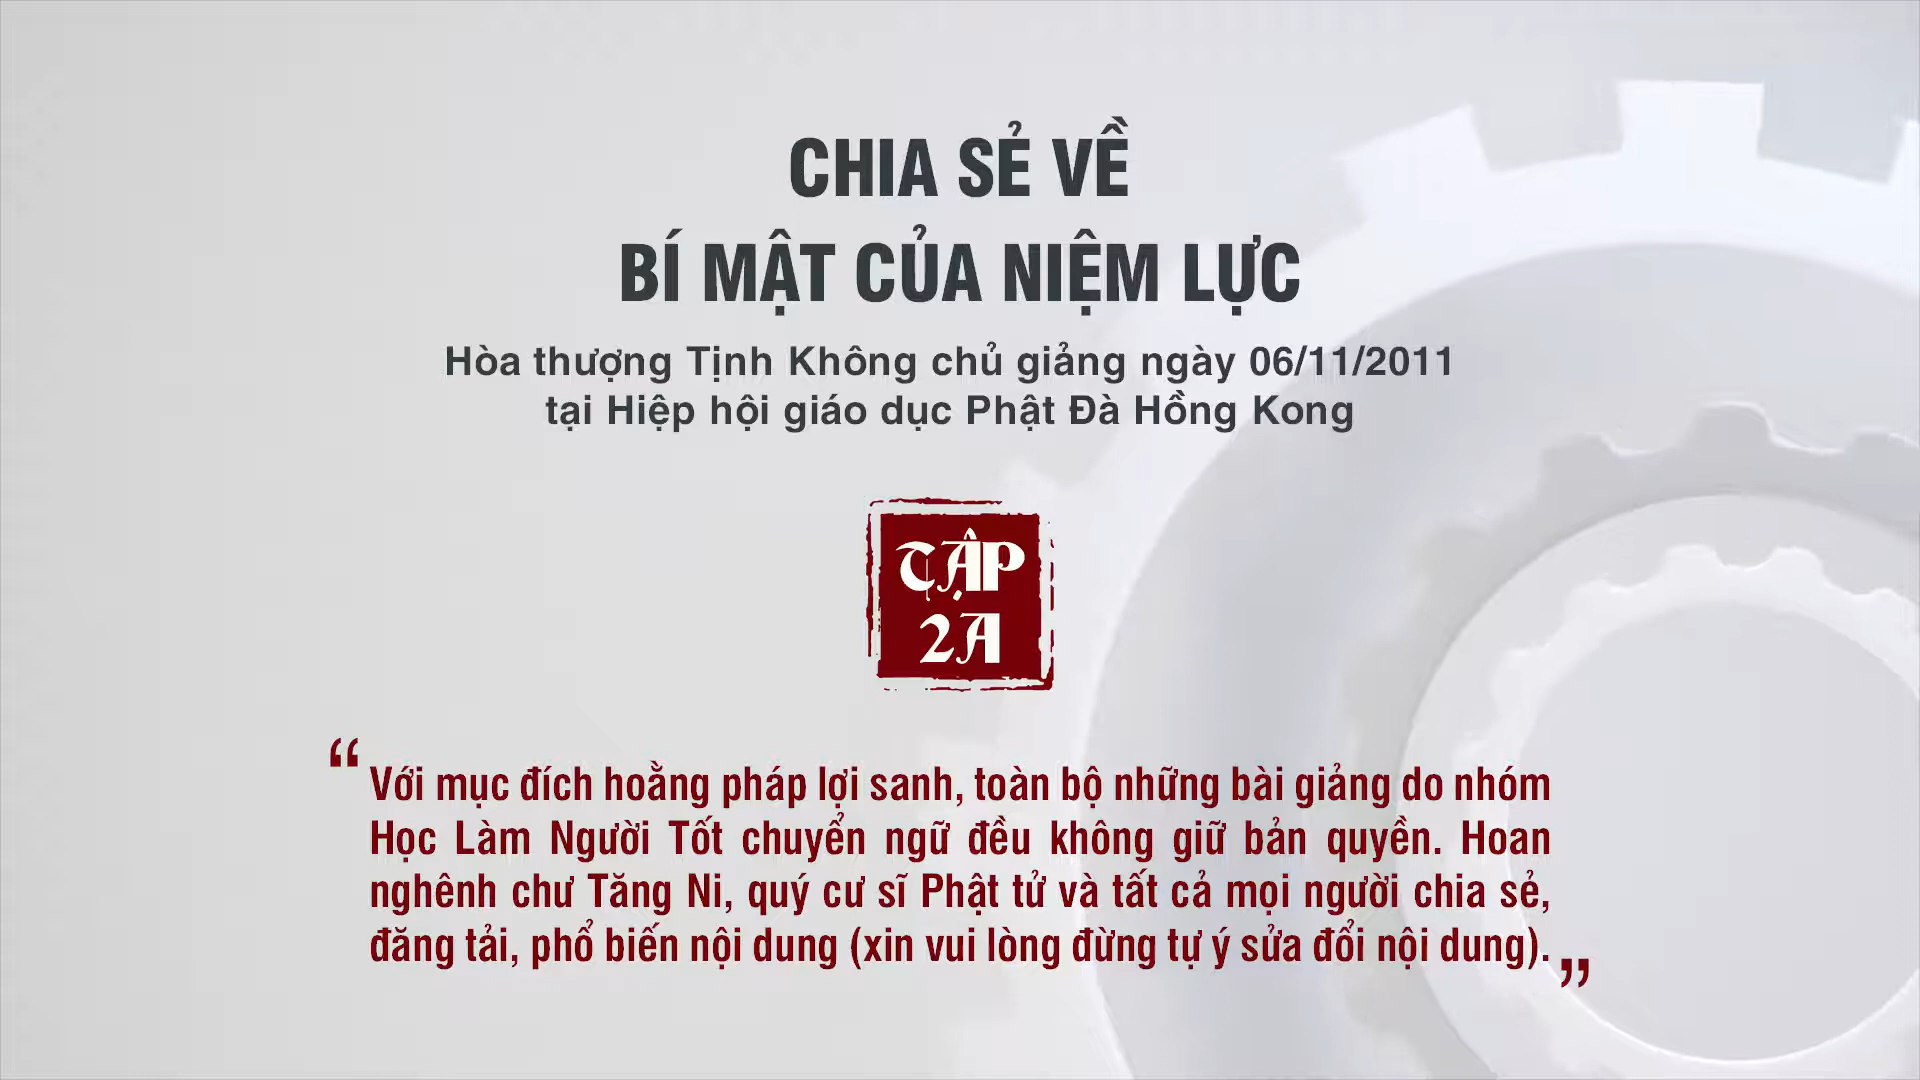 CHIA SẺ VỀ
BÍ MẬT CỦA NIỆM LỰC
Hòa thượng Tịnh Không chủ giảng ngày 06/11/2011
tại Hiệp hội giáo dục Phật Đà Hồng Kong
TẬP
2A
“Với mục đích hoằng pháp lợi sanh, toàn bộ những bài giảng do nhóm
Học Làm Người Tốt chuyển ngữ đều không giữ bản quyền. Hoan
nghênh chư Tăng Ni, quý cư sĩ Phật tử và tất cả mọi người chia sẻ,
đăng tải, phổ biến nội dung (xin vui lòng đừng tự ý sửa đổi nội dung).”